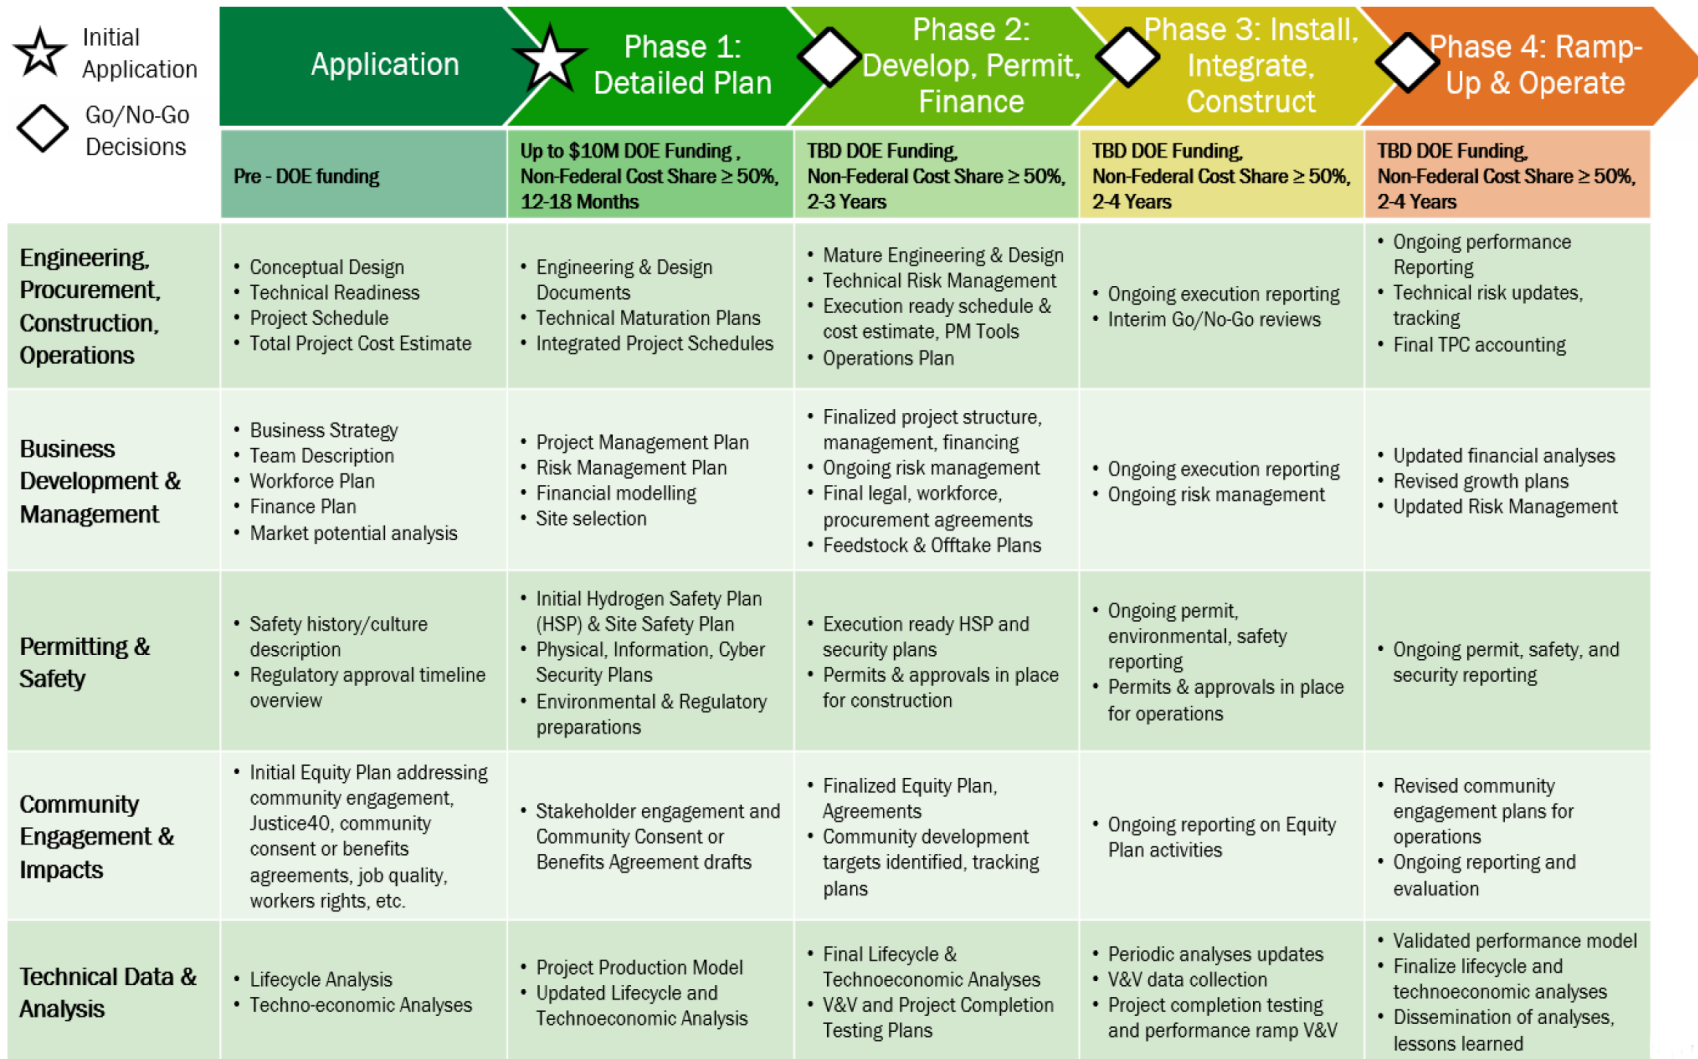 Initial
Application
Go/No-Go
Decisions
Application
Phase 1:
Detailed Plan
Phase 2:
Develop, Permit,
Finance
Phase 3: Install,
Integrate,
Construct
Phase 4: Ramp-
Up & Operate
Pre - DOE funding
Up to $10M DOE Funding ,
Non-Federal Cost Share ≥ 50%,
12-18 Months
TBD DOE Funding,
Non-Federal Cost Share ≥ 50%,
2-3 Years
TBD DOE Funding,
Non-Federal Cost Share ≥ 50%,
2-4 Years
TBD DOE Funding,
Non-Federal Cost Share ≥ 50%,
2-4 Years
Engineering,
Procurement,
Construction,
Operations
• Conceptual Design
• Technical Readiness
• Project Schedule
• Total Project Cost Estimate
• Engineering & Design
Documents
• Technical Maturation Plans
• Integrated Project Schedules
• Mature Engineering & Design
• Technical Risk Management
• Execution ready schedule &
cost estimate, PM Tools
• Operations Plan
• Ongoing execution reporting
• Interim Go/No-Go reviews
• Ongoing performance
Reporting
• Technical risk updates,
tracking
• Final TPC accounting
Business
Development &
Management
• Business Strategy
• Team Description
• Workforce Plan
• Finance Plan
• Market potential analysis
• Project Management Plan
• Risk Management Plan
• Financial modelling
• Site selection
• Finalized project structure,
management, financing
• Ongoing risk management
• Final legal, workforce,
procurement agreements
• Feedstock & Offtake Plans
• Ongoing execution reporting
• Ongoing risk management
• Updated financial analyses
• Revised growth plans
• Updated Risk Management
Permitting &
Safety
• Safety history/culture
description
• Regulatory approval timeline
overview
• Initial Hydrogen Safety Plan
(HSP) & Site Safety Plan
• Physical, Information, Cyber
Security Plans
• Environmental & Regulatory
preparations
• Execution ready HSP and
security plans
• Permits & approvals in place
for construction
• Ongoing permit,
environmental, safety
reporting
• Permits & approvals in place
for operations
• Ongoing permit, safety, and
security reporting
Community
Engagement &
Impacts
• Initial Equity Plan addressing
community engagement,
Justice40, community
consent or benefits
agreements, job quality,
workers rights, etc.
• Stakeholder engagement and
Community Consent or
Benefits Agreement drafts
• Finalized Equity Plan,
Agreements
• Community development
targets identified, tracking
plans
• Ongoing reporting on Equity
Plan activities
• Revised community
engagement plans for
operations
• Ongoing reporting and
evaluation
Technical Data &
Analysis
• Lifecycle Analysis
• Techno-economic Analyses
• Project Production Model
• Updated Lifecycle and
Technoeconomic Analysis
• Final Lifecycle &
Technoeconomic Analyses
• V&V and Project Completion
Testing Plans
• Periodic analyses updates
• V&V data collection
• Project completion testing
and performance ramp V&V
• Validated performance model
• Finalize lifecycle and
technoeconomic analyses
• Dissemination of analyses,
lessons learned